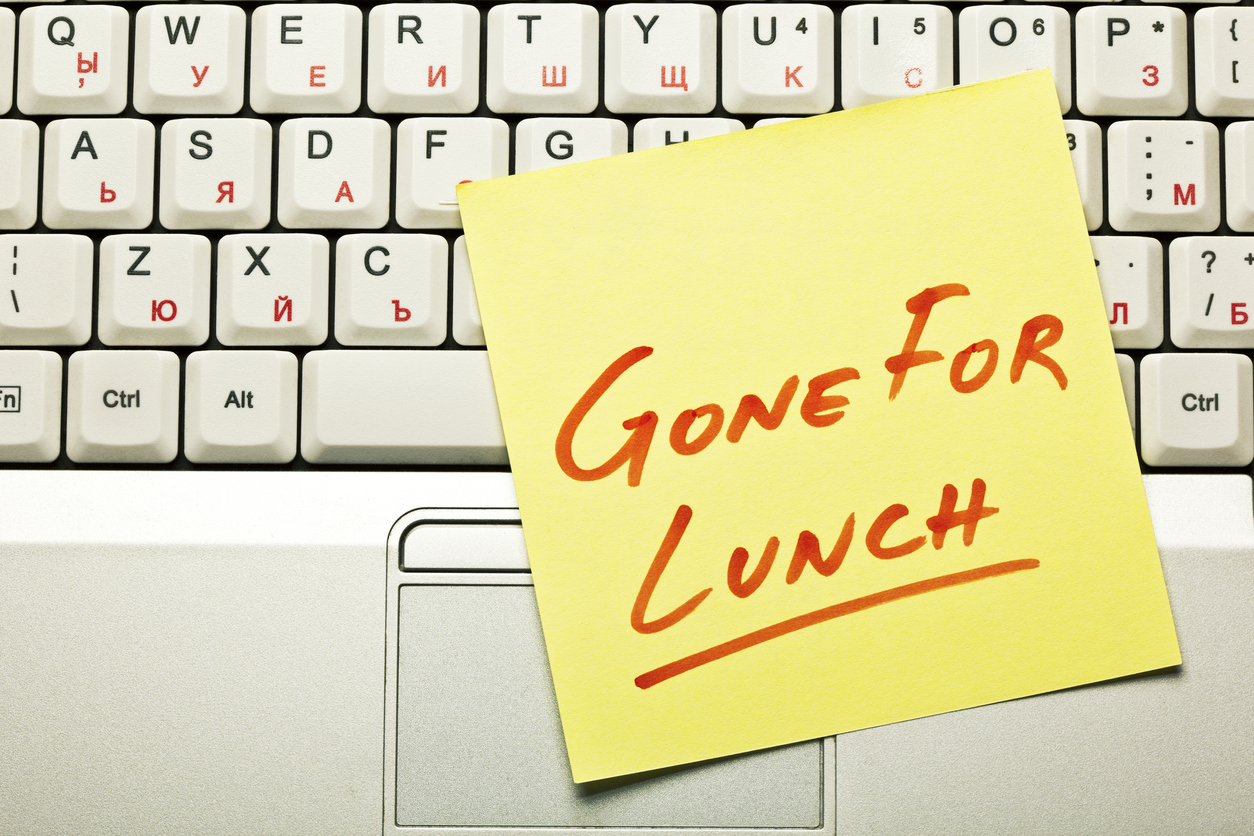 Q Ы W У E Е R И T Ш Y Щ U 4 К I 5 С O 6 P * З { [
A Ь S Я D А F G H : ; - М
¦ \ Z Ю X Й C Ъ . Л ? / + Б
Fn Ctrl Alt Ctrl
GONE FOR
LUNCH